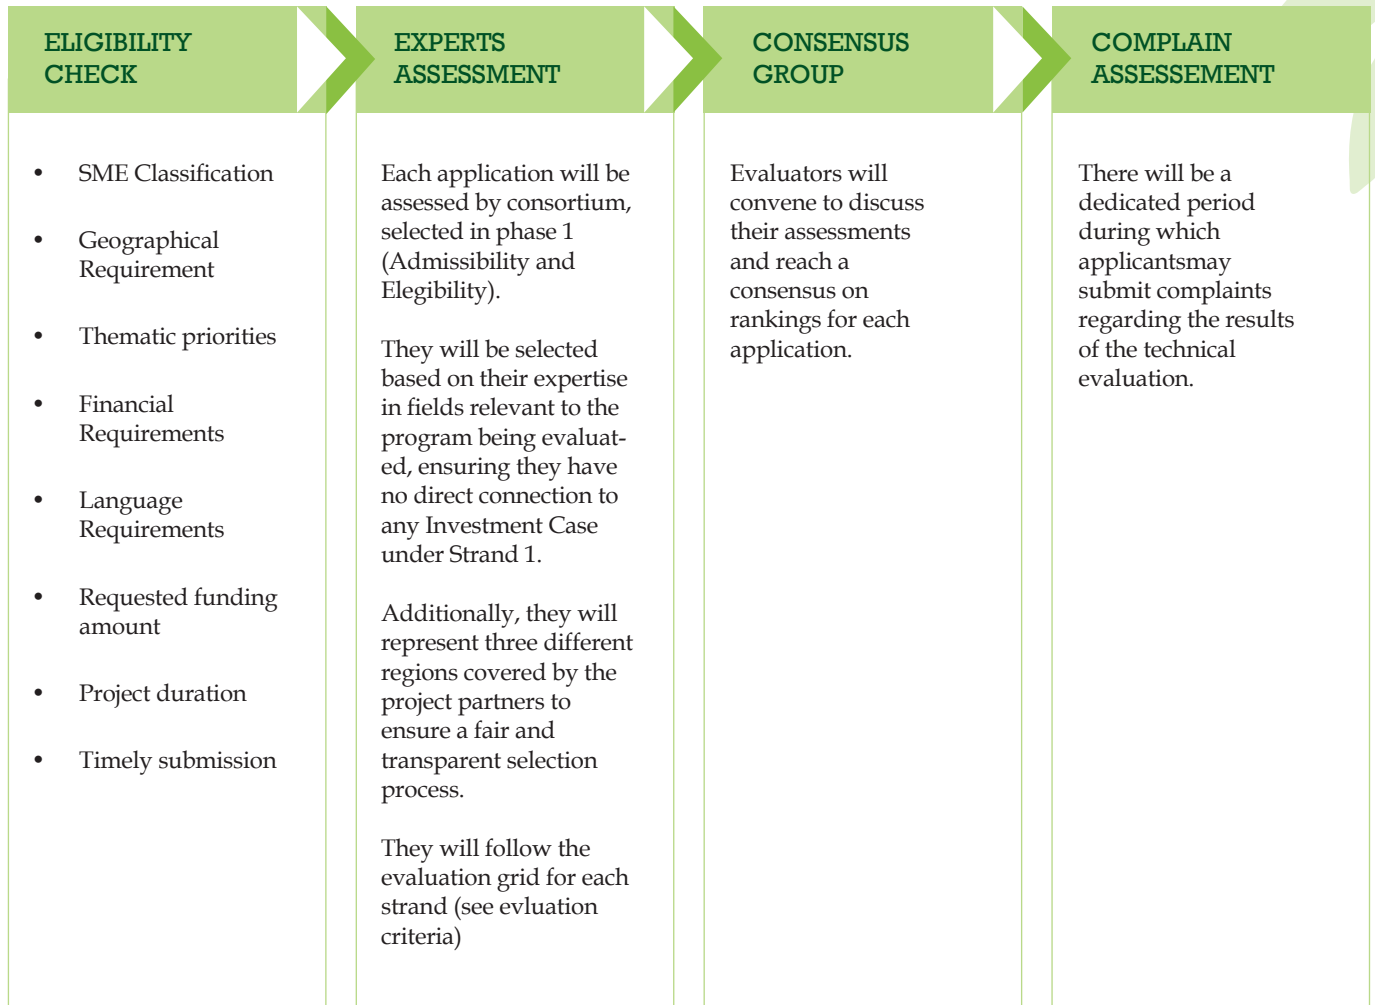 ELIGIBILITY
CHECK
• SME Classification
• Geographical
Requirement
• Thematic priorities
• Financial
Requirements
• Language
Requirements
• Requested funding
amount
• Project duration
• Timely submission
EXPERTS
ASSESSMENT
Each application will be
assessed by consortium,
selected in phase 1
(Admissibility and
Elegibility).
They will be selected
based on their expertise
in fields relevant to the
program being evaluat-
ed, ensuring they have
no direct connection to
any Investment Case
under Strand 1.
Additionally, they will
represent three different
regions covered by the
project partners to
ensure a fair and
transparent selection
process.
They will follow the
evaluation grid for each
strand (see evluation
criteria)
CONSENSUS
GROUP
Evaluators will
convene to discuss
their assessments
and reach a
consensus on
rankings for each
application.
COMPLAIN
ASSESSEMENT
There will be a
dedicated period
during which
applicantsmay
submit complaints
regarding the results
of the technical
evaluation.